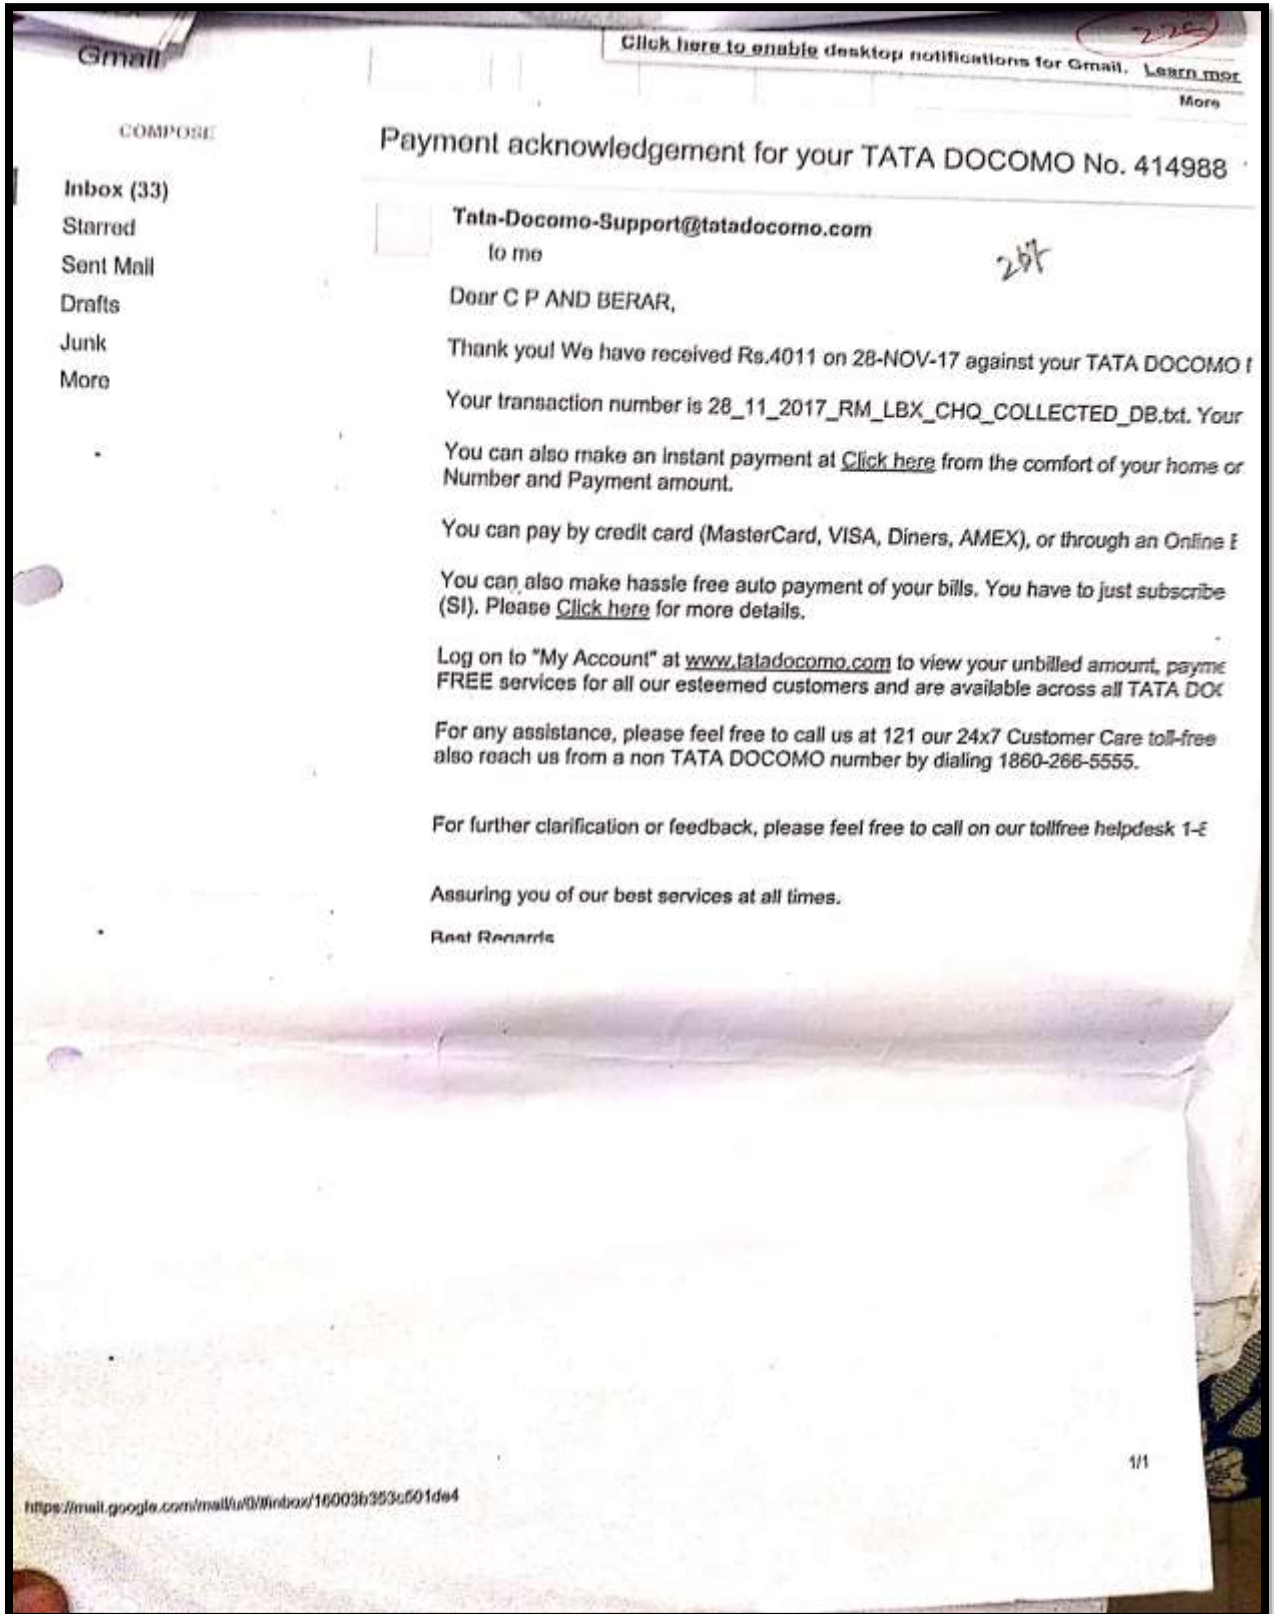 Gmail
Click here to enable desktop notifications for Gmail. Learn mor
More
COMPOSE
Inbox (33)
Starred
Sent Mail
Drafts
Junk
More
Payment acknowledgement for your TATA DOCOMO No. 414988
Tata-Docomo-Support@tatadocomo.com
to me
Dear C P AND BERAR,
Thank you! We have received Rs.4011 on 28-NOV-17 against your TATA DOCOMO
Your transaction number is 28_11_2017_RM_LBX_CHQ_COLLECTED_DB.txt. Your
You can also make an instant payment at Click here from the comfort of your home or
Number and Payment amount.
You can pay by credit card (MasterCard, VISA, Diners, AMEX), or through an Online
You can also make hassle free auto payment of your bills. You have to just subscribe
(SI). Please Click here for more details.
Log on to "My Account" at www.tatadocomo.com to view your unbilled amount, payme
FREE services for all our esteemed customers and are available across all TATA DOC
For any assistance, please feel free to call us at 121 our 24x7 Customer Care toll-free
also reach us from a non TATA DOCOMO number by dialing 1860-266-5555.
For further clarification or feedback, please feel free to call on our tollfree helpdesk 1-
Assuring you of our best services at all times.
Best Regards
1/1
https://mail.google.com/mail/u/0/#inbox/16003b353c501de4